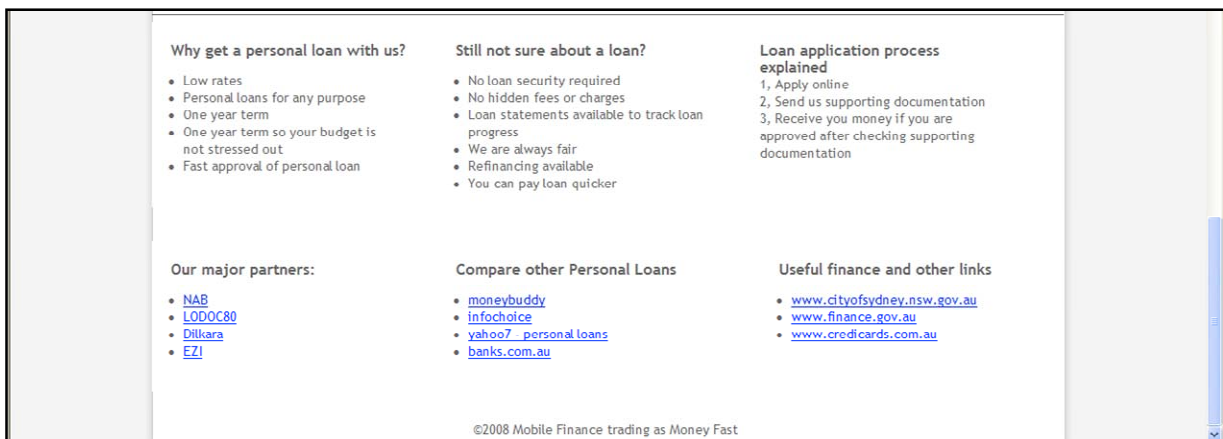 Why get a personal loan with us?
• Low rates
• Personal loans for any purpose
• One year term
• One year term so your budget is
not stressed out
• Fast approval of personal loan
Still not sure about a loan?
• No loan security required
• No hidden fees or charges
• Loan statements available to track loan
progress
• We are always fair
• Refinancing available
• You can pay loan quicker
Loan application process
explained
1, Apply online
2, Send us supporting documentation
3, Receive you money if you are
approved after checking supporting
documentation
Our major partners:
• NAB
• LODOC80
• Dilkara
• EZI
Compare other Personal Loans
• moneybuddy
• infochoice
• yahoo7 - personal loans
• banks.com.au
Useful finance and other links
• www.cityofsydney.nsw.gov.au
• www.finance.gov.au
• www.credicards.com.au
©2008 Mobile Finance trading as Money Fast